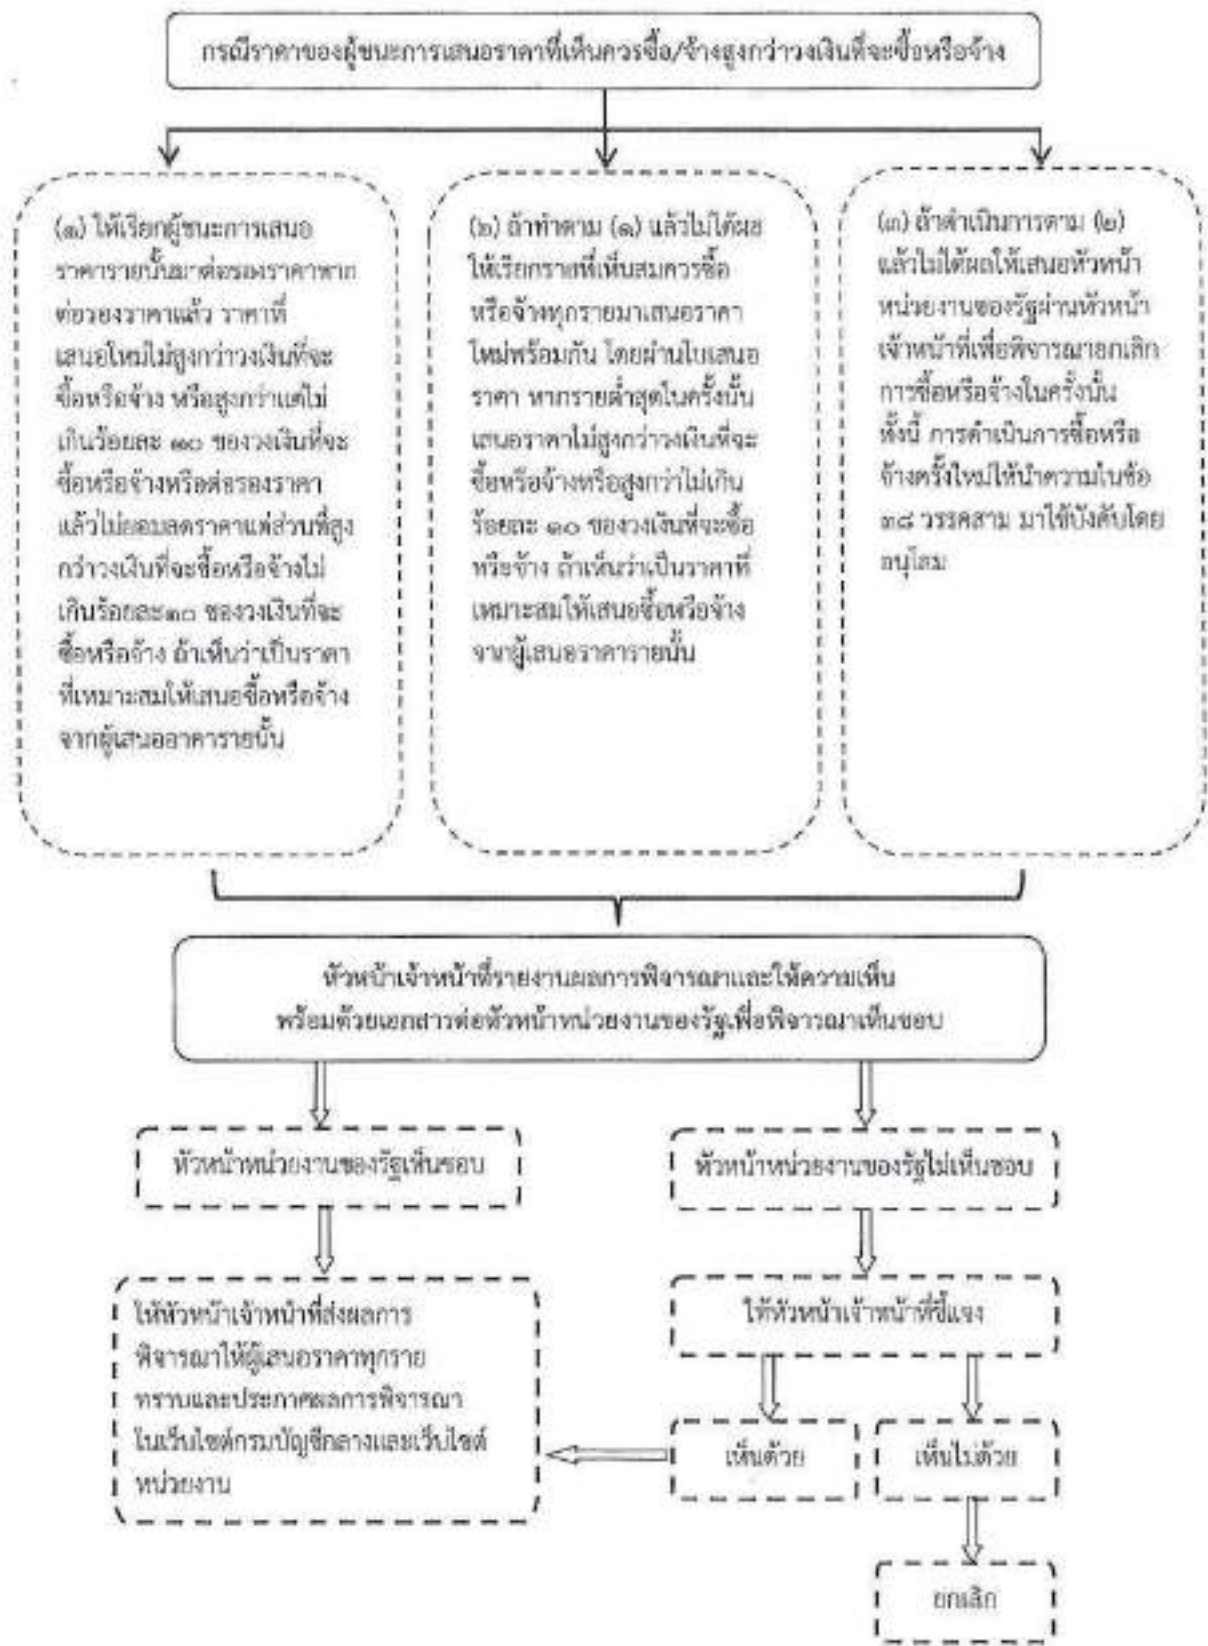 กรณีราคาของผู้ชนะการเสนอราคาที่เห็นควรซื้อ/จ้างสูงกว่าวงเงินที่จะซื้อหรือจ้าง
(๑) ให้เรียกผู้ชนะการเสนอ
ราคารายนั้นมาต่อรองราคาหาก
ต่อรองราคาแล้ว ราคาที่
เสนอใหม่ไม่สูงกว่าวงเงินที่จะ
ซื้อหรือจ้าง หรือสูงกว่าแต่ไม่
เกินร้อยละ ๑๐ ของวงเงินที่จะ
ซื้อหรือจ้างหรือต่อรองราคา
แล้วไม่ยอมลดราคาแต่ส่วนที่สูง
กว่าวงเงินที่จะซื้อหรือจ้างไม่
เกินร้อยละ๑๐ ของวงเงินที่จะ
ซื้อหรือจ้าง ถ้าเห็นว่าเป็นราคา
ที่เหมาะสมให้เสนอซื้อหรือจ้าง
จากผู้เสนออาคารายนั้น
(๒) ถ้าทำตาม (๑) แล้วไม่ได้ผล
ให้เรียกรายที่เห็นสมควรซื้อ
หรือจ้างทุกรายมาเสนอราคา
ใหม่พร้อมกัน โดยผ่านใบเสนอ
ราคา หากรายต่ำสุดในครั้งนั้น
เสนอราคาไม่สูงกว่าวงเงินที่จะ
ซื้อหรือจ้างหรือสูงกว่าไม่เกิน
ร้อยละ ๑๐ ของวงเงินที่จะซื้อ
หรือจ้าง ถ้าเห็นว่าเป็นราคาที่
เหมาะสมให้เสนอซื้อหรือจ้าง
จากผู้เสนอราคารายนั้น
(๓) ถ้าดำเนินการตาม (๒)
แล้วไม่ได้ผลให้เสนอหัวหน้า
หน่วยงานของรัฐผ่านหัวหน้า
เจ้าหน้าที่เพื่อพิจารณายกเลิก
การซื้อหรือจ้างในครั้งนั้น
ทั้งนี้ การดำเนินการซื้อหรือ
จ้างครั้งใหม่ให้นำความในข้อ
๓๘ วรรคสาม มาใช้บังคับโดย
อนุโลม
หัวหน้าเจ้าหน้าที่รายงานผลการพิจารณาและให้ความเห็น
พร้อมด้วยเอกสารต่อหัวหน้าหน่วยงานของรัฐเพื่อพิจารณาเห็นชอบ
หัวหน้าหน่วยงานของรัฐเห็นชอบ
หัวหน้าหน่วยงานของรัฐไม่เห็นชอบ
ให้หัวหน้าเจ้าหน้าที่ส่งผลการ
พิจารณาให้ผู้เสนอราคาทุกราย
ทราบและประกาศผลการพิจารณา
ในเว็บไซต์กรมบัญชีกลางและเว็บไซต์
หน่วยงาน
ให้หัวหน้าเจ้าหน้าที่ชี้แจง
เห็นด้วย
เห็นไม่ด้วย
ยกเลิก